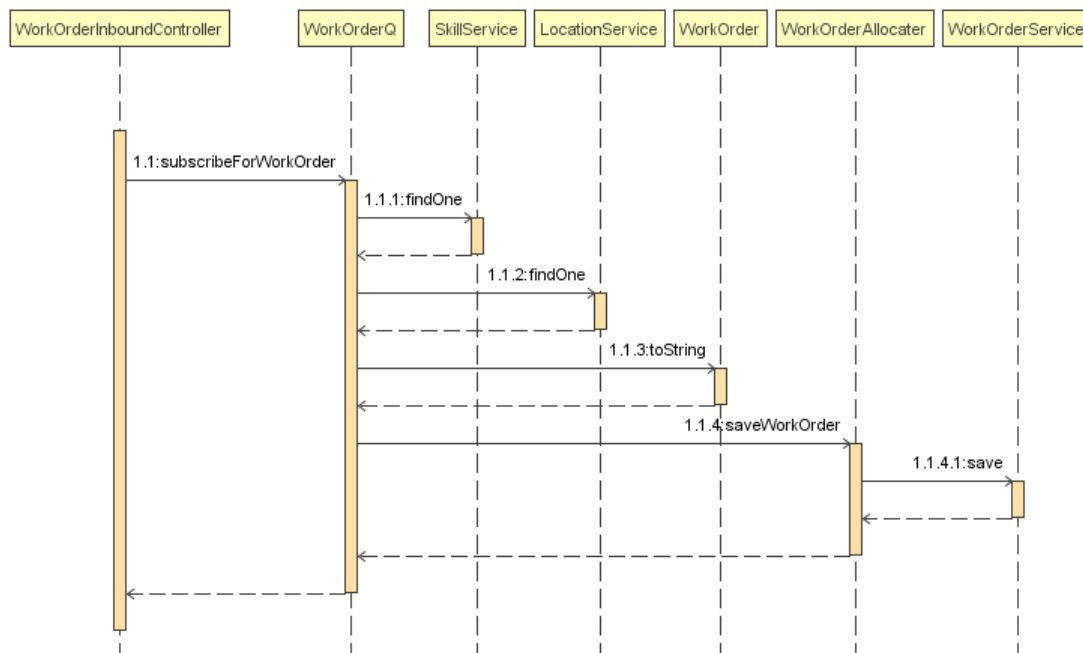 WorkOrderInboundController
WorkOrderQ
SkillService
LocationService
WorkOrder
WorkOrderAllocater
WorkOrderService
1.1:subscribeForWorkOrder
1.1.1:findOne
1.1.2:findOne
1.1.3:toString
1.1.4:saveWorkOrder
1.1.4.1:save